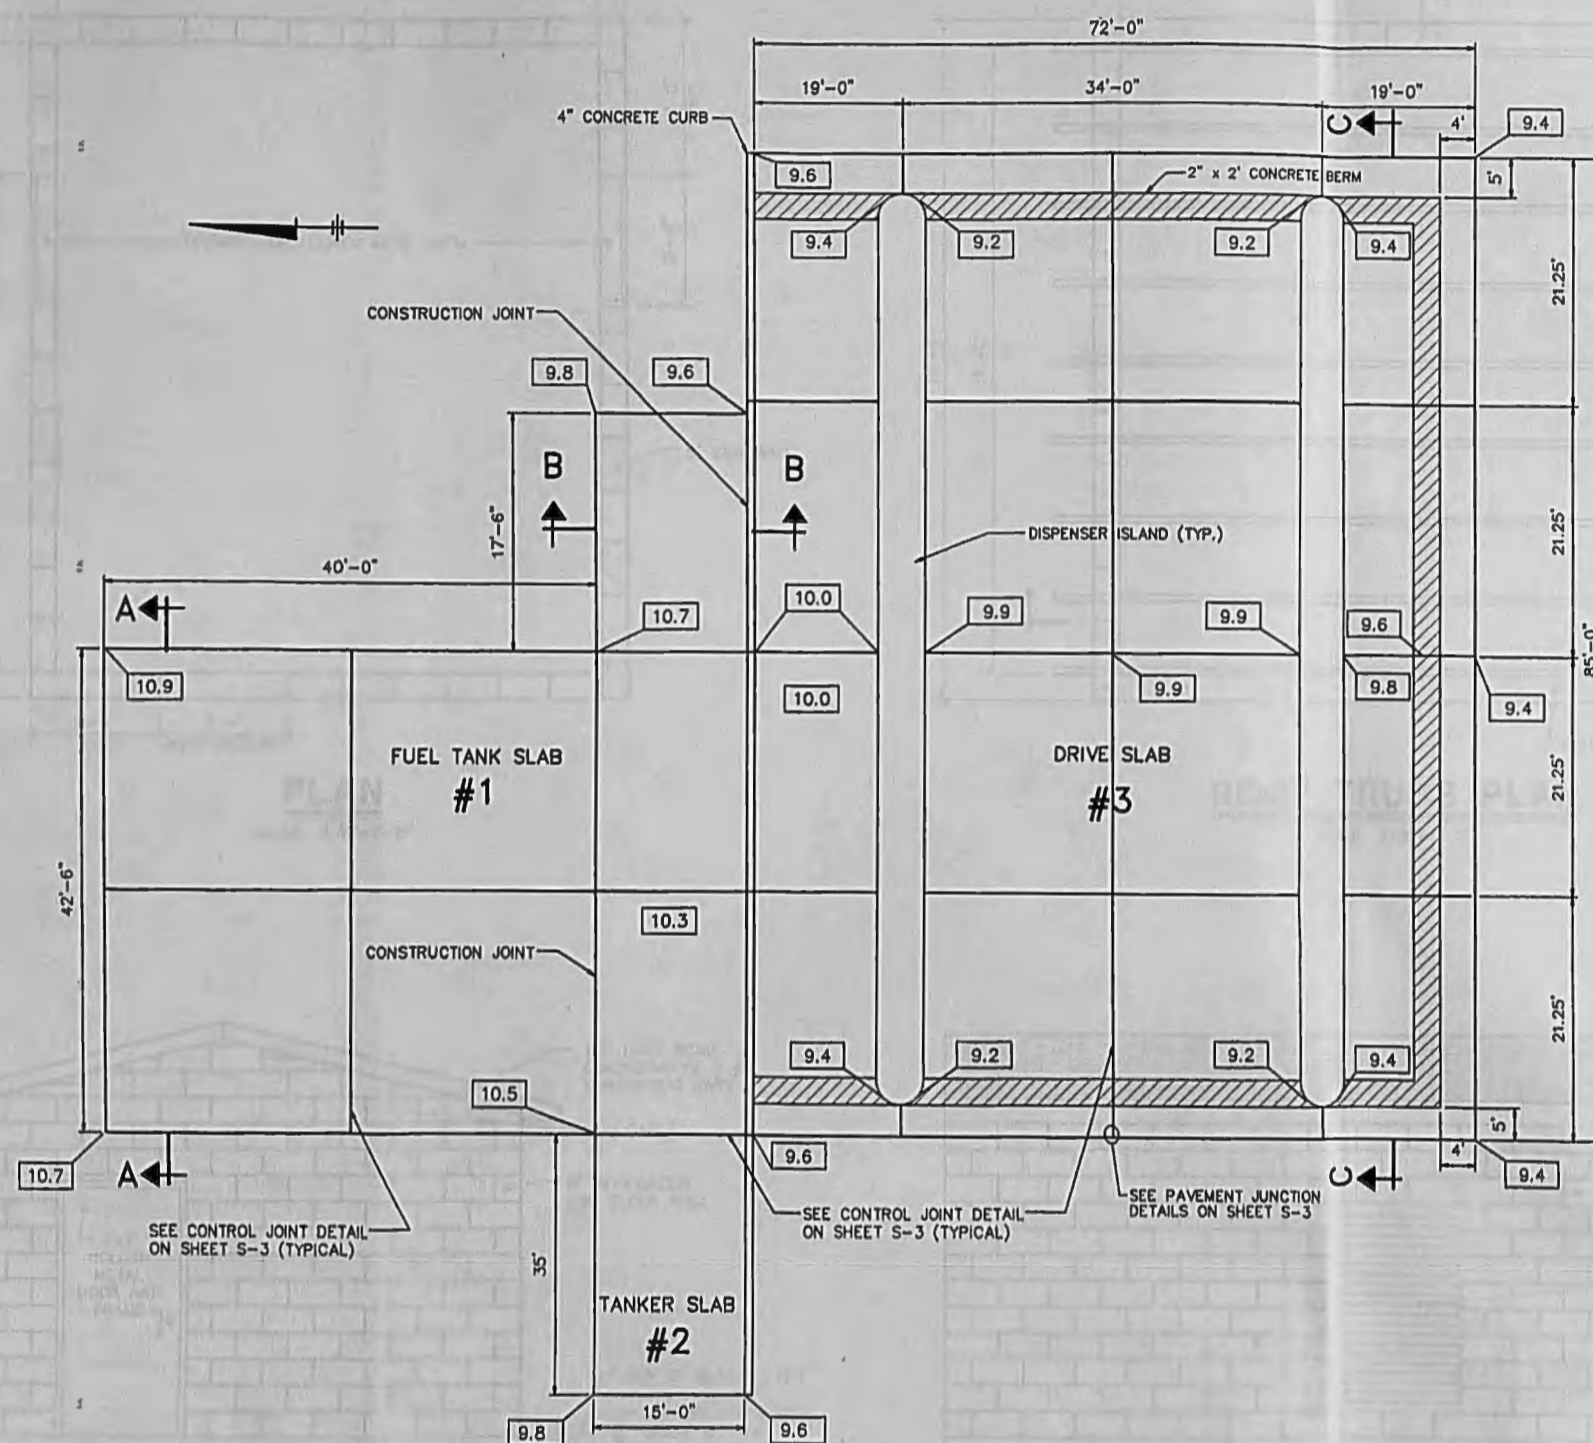 72'-0"
19'-0"
34'-0"
19'-0"
4" CONCRETE CURB
C
4'
9.4
9.6
2" x 2' CONCRETE BERM
5'
9.4
9.2
9.2
9.4
21.25'
CONSTRUCTION JOINT
9.8
9.6
B
B
17'-6"
DISPENSER ISLAND (TYP.)
21.25'
40'-0"
A
10.7
10.0
9.9
9.9
9.6
10.9
10.0
9.9
9.8
9.4
85'-0"
FUEL TANK SLAB
#1
DRIVE SLAB
#3
21.25'
42'-6"
10.3
CONSTRUCTION JOINT
21.25'
9.4
9.2
9.2
9.4
10.5
5'
10.7
A
9.6
C
4'
9.4
SEE CONTROL JOINT DETAIL
ON SHEET S-3 (TYPICAL)
SEE CONTROL JOINT DETAIL
ON SHEET S-3 (TYPICAL)
SEE PAVEMENT JUNCTION
DETAILS ON SHEET S-3
35'
TANKER SLAB
#2
15'-0"
9.8
9.6
PLAN